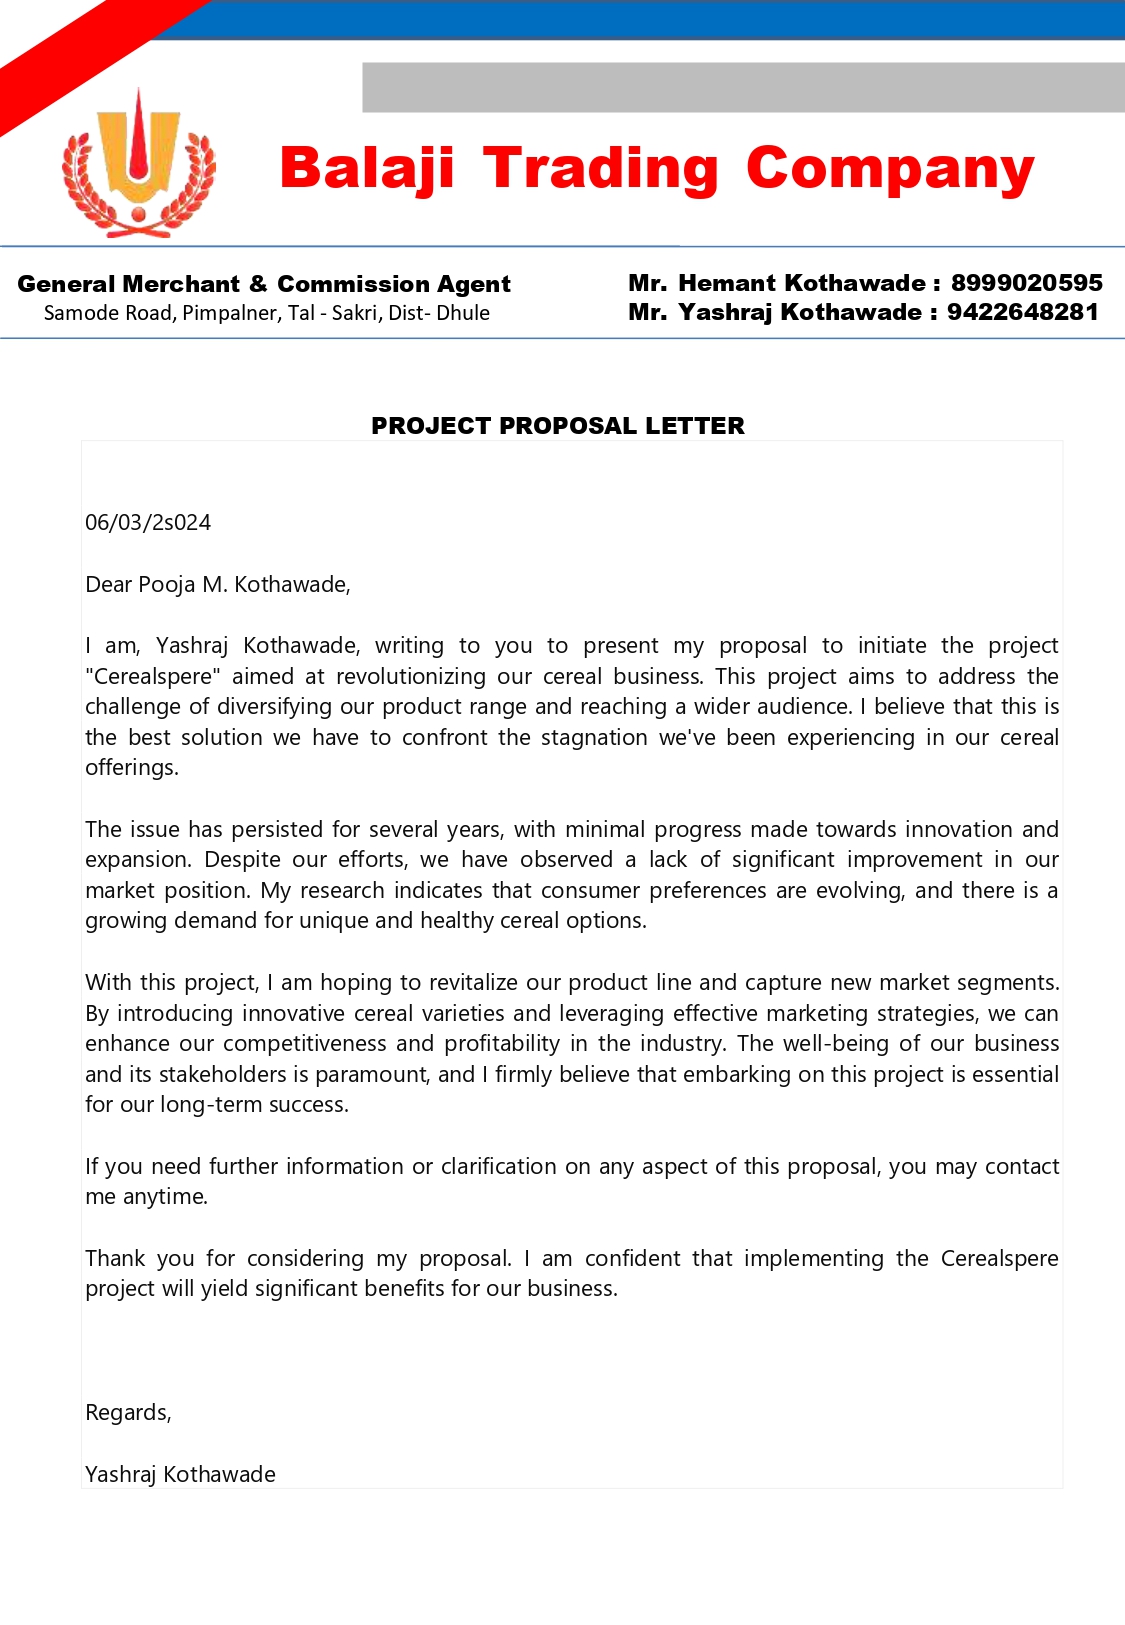 Balaji Trading Company
General Merchant & Commission Agent
Samode Road, Pimpalner, Tal - Sakri, Dist- Dhule
Mr. Hemant Kothawade : 8999020595
Mr. Yashraj Kothawade : 9422648281
PROJECT PROPOSAL LETTER
06/03/2s024
Dear Pooja M. Kothawade,
I am, Yashraj Kothawade, writing to you to present my proposal to initiate the project
"Cerealspere" aimed at revolutionizing our cereal business. This project aims to address the
challenge of diversifying our product range and reaching a wider audience. I believe that this is
the best solution we have to confront the stagnation we've been experiencing in our cereal
offerings.
The issue has persisted for several years, with minimal progress made towards innovation and
expansion. Despite our efforts, we have observed a lack of significant improvement in our
market position. My research indicates that consumer preferences are evolving, and there is a
growing demand for unique and healthy cereal options.
With this project, I am hoping to revitalize our product line and capture new market segments.
By introducing innovative cereal varieties and leveraging effective marketing strategies, we can
enhance our competitiveness and profitability in the industry. The well-being of our business
and its stakeholders is paramount, and I firmly believe that embarking on this project is essential
for our long-term success.
If you need further information or clarification on any aspect of this proposal, you may contact
me anytime.
Thank you for considering my proposal. I am confident that implementing the Cerealspere
project will yield significant benefits for our business.
Regards,
Yashraj Kothawade